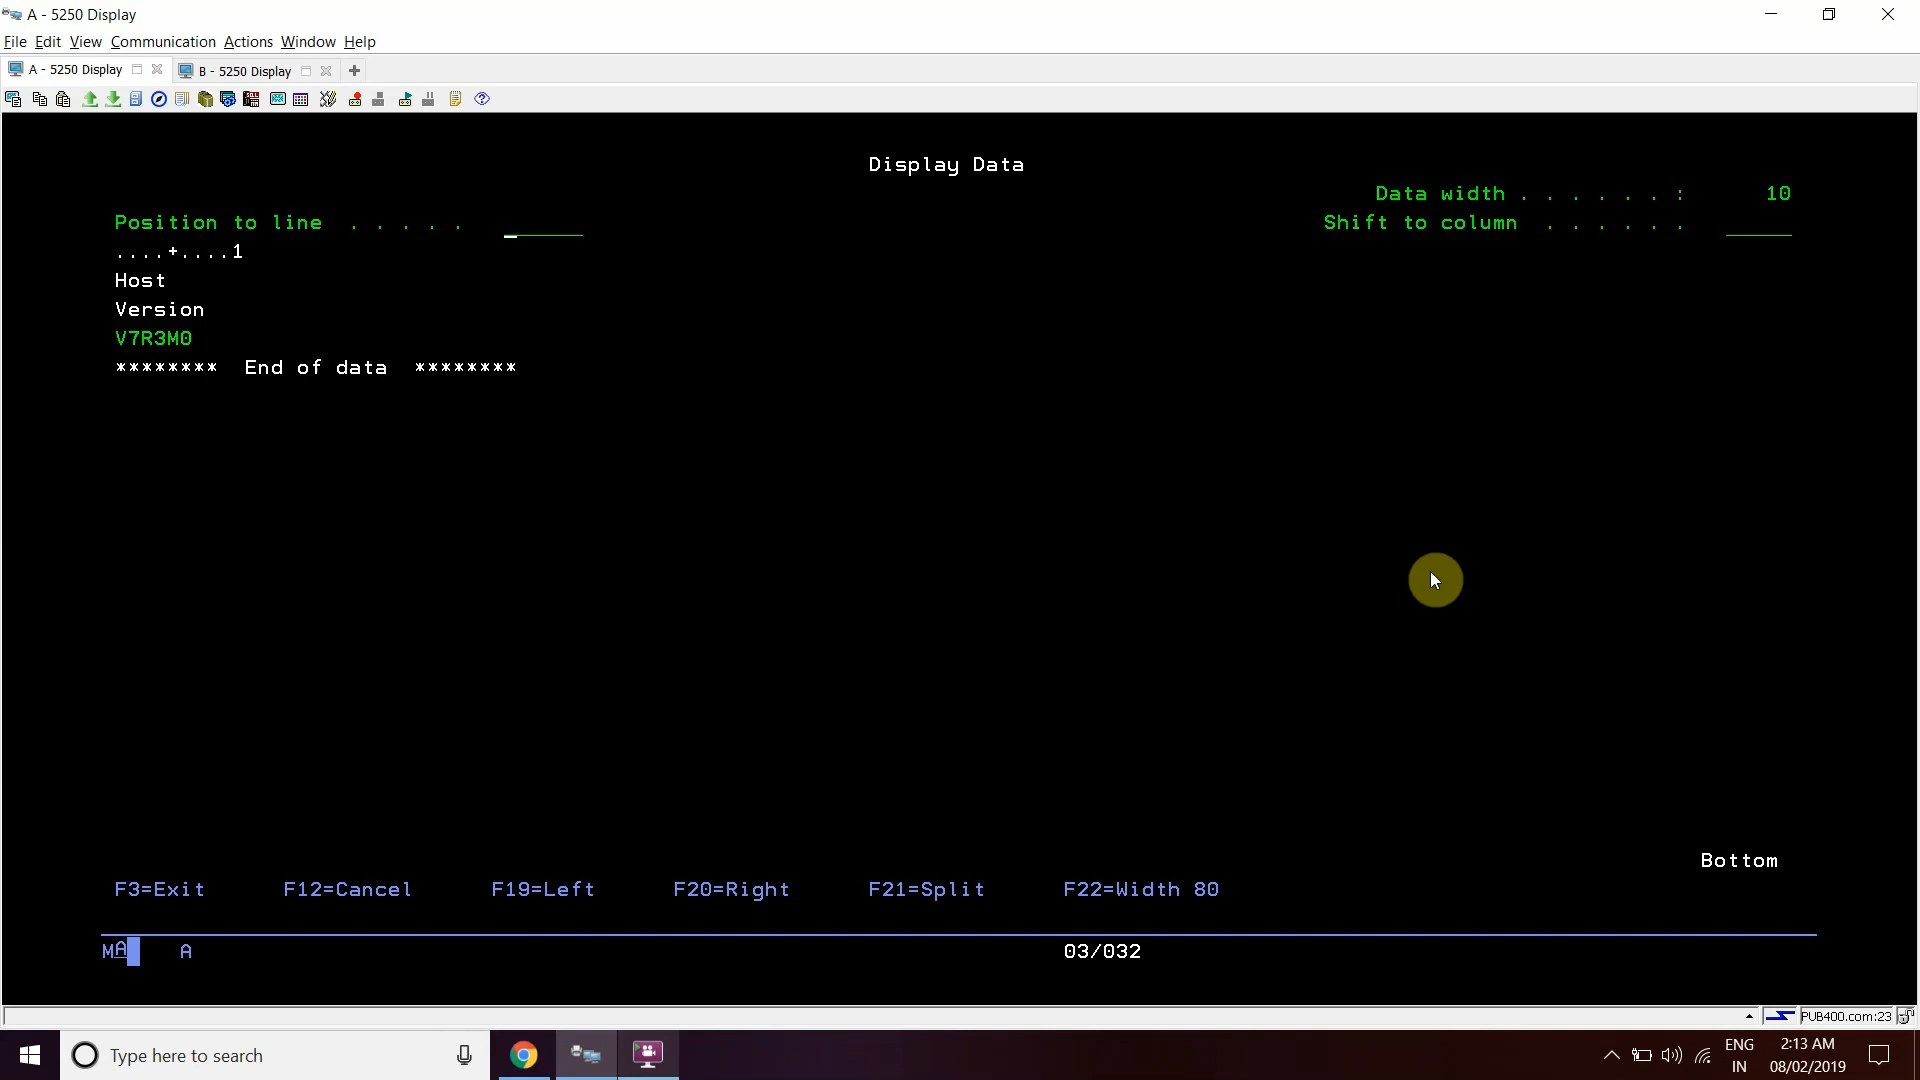 A - 5250 Display
File Edit View Communication Actions Window Help
A - 5250 Display B - 5250 Display
Display Data
Data width . . . . . . : 10
Position to line . . . . . Shift to column . . . . . .
....+....1
Host
Version
V7R3M0
******** End of data ********
Bottom
F3=Exit F12=Cancel F19=Left F20=Right F21=Split F22=Width 80
MA A 03/032
PUB400.com:23
Type here to search
ENG 2:13 AM
IN 08/02/2019